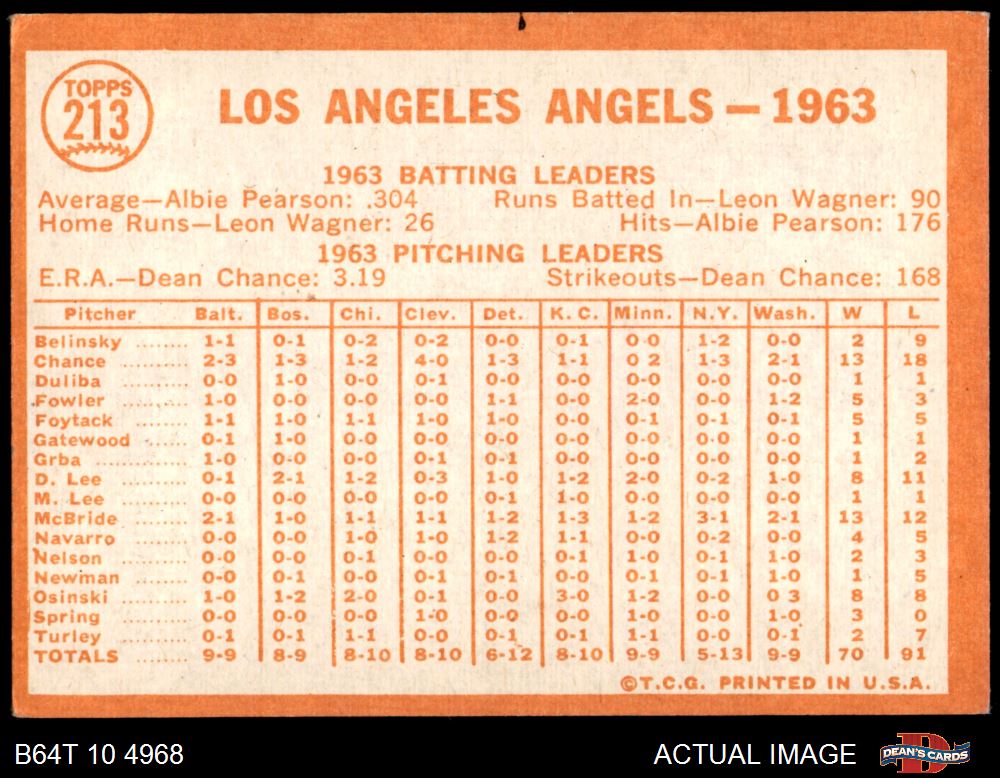 TOPPS
213
LOS ANGELES ANGELS — 1963
1963 BATTING LEADERS
Average—Albie Pearson: .304 Runs Batted In—Leon Wagner: 90
Home Runs—Leon Wagner: 26 Hits—Albie Pearson: 176
1963 PITCHING LEADERS
E.R.A.—Dean Chance: 3.19 Strikeouts—Dean Chance: 168
Pitcher Balt. Bos. Chi. Clev. Det. K.C. Minn. N.Y. Wash. W L
Belinsky ........ 1-1 0-1 0-2 0-2 0-0 0-1 0-0 1-2 0-0 2 9
Chance .......... 2-3 1-3 1-2 4-0 1-3 1-1 0 2 1-3 2-1 13 18
Duliba .......... 0-0 1-0 0-0 0-1 0-0 0-0 0-0 0-0 0-0 1 1
Fowler .......... 1-0 0-0 0-0 0-0 1-1 0-0 2-0 0-0 1-2 5 3
Foytack ......... 1-1 1-0 1-1 1-0 1-0 0-0 0-1 0-1 0-1 5 5
Gatewood ...... 0-1 1-0 0-0 0-0 0-0 0-0 0-0 0-0 0-0 1 1
Grba .............. 1-0 0-0 0-0 0-1 0-1 0-0 0-0 0-0 0-0 1 2
D. Lee ........... 0-1 2-1 1-2 0-3 1-0 1-2 2-0 0-2 1-0 8 11
M. Lee ........... 0-0 0-0 0-0 0-0 0-1 1-0 0-0 0-0 0-0 1 1
McBride ......... 2-1 1-0 1-1 1-1 1-2 1-3 1-2 3-1 2-1 13 12
Navarro ......... 0-0 0-0 1-0 1-0 1-2 1-1 0-0 0-2 0-0 4 5
Nelson .......... 0-0 0-0 0-1 0-0 0-0 0-0 1-0 0-1 1-0 2 3
Newman ........ 0-0 0-1 0-0 0-1 0-1 0-0 0-1 0-1 1-0 1 5
Osinski ......... 1-0 1-2 2-0 0-1 0-0 3-0 1-2 0-0 0 3 8 8
Spring ........... 0-0 0-0 0-0 1-0 0-0 0-0 1-0 0-0 1-0 3 0
Turley ........... 0-1 0-1 1-1 0-0 0-1 0-1 1-1 0-0 0-1 2 7
TOTALS ........ 9-9 8-9 8-10 8-10 6-12 8-10 9-9 5-13 9-9 70 91
©T.C.G. PRINTED IN U.S.A.
B64T 10 4968 ACTUAL IMAGE DEAN'S CARDS